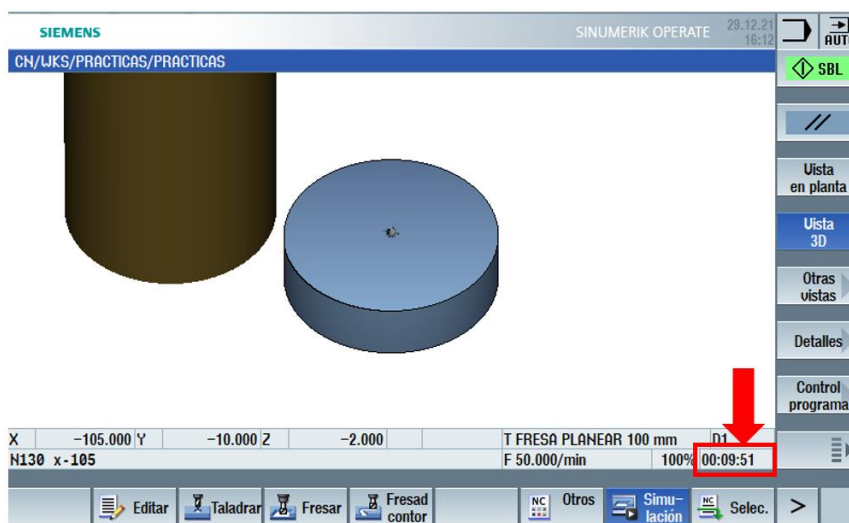 SIEMENS
SINUMERIK OPERATE
29.12.21
16:12
AUT
CN/WKS/PRACTICAS/PRACTICAS
SBL
//
Vista
en planta
Vista
3D
Otras
vistas
Detalles
Control
programa
X -105.000 Y -10.000 Z -2.000 T FRESA PLANEAR 100 mm D1
N130 x-105 F 50.000/min 100% 00:09:51
Editar Taladrar Fresar Fresad
contor
NC Otros Simu-
lación
NC Selec. >